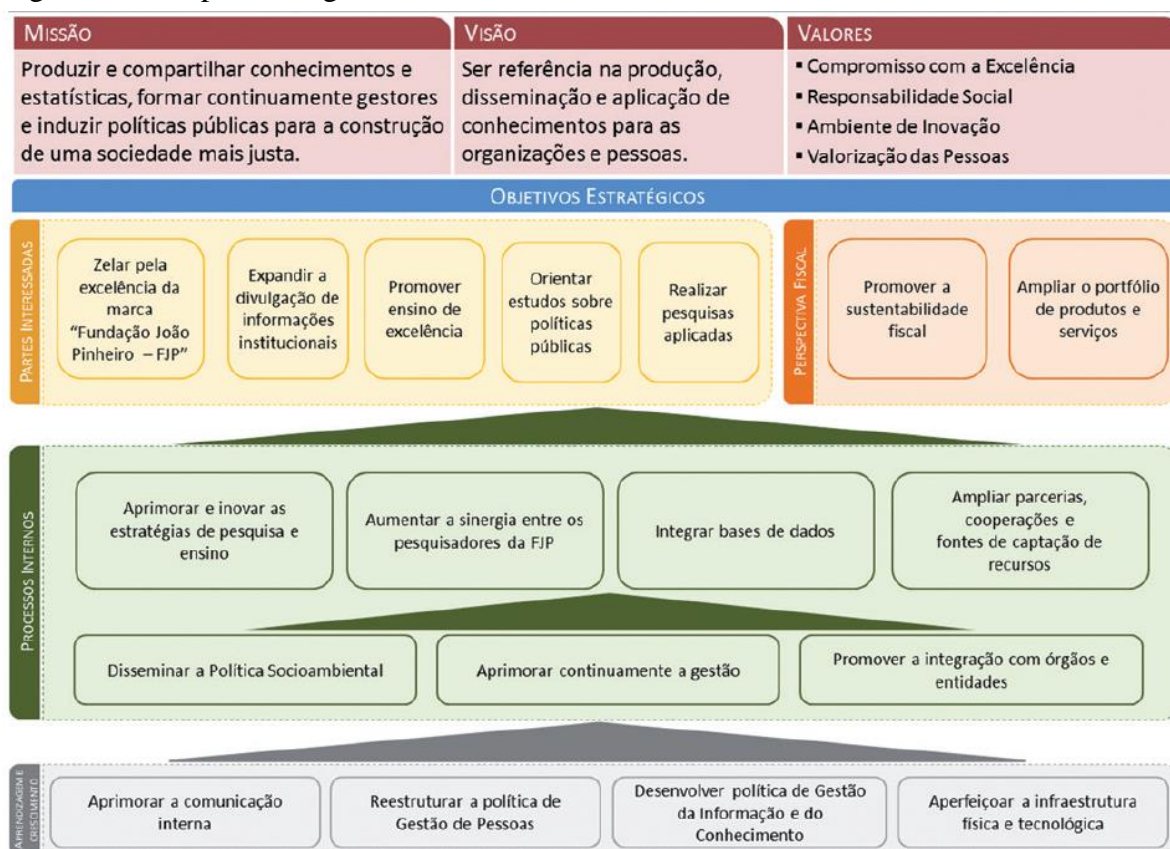 MISSÃO
Produzir e compartilhar conhecimentos e
estatísticas, formar continuamente gestores
e induzir políticas públicas para a construção
de uma sociedade mais justa.
VISÃO
Ser referência na produção,
disseminação e aplicação de
conhecimentos para as
organizações e pessoas.
VALORES
▪ Compromisso com a Excelência
▪ Responsabilidade Social
▪ Ambiente de Inovação
▪ Valorização das Pessoas
OBJETIVOS ESTRATÉGICOS
PARTES INTERESSADAS
Zelar pela
excelência da
marca
“Fundação João
Pinheiro – FJP”
Expandir a
divulgação de
informações
institucionais
Promover
ensino de
excelência
Orientar
estudos sobre
políticas
públicas
Realizar
pesquisas
aplicadas
PERSPECTIVA FISCAL
Promover a
sustentabilidade
fiscal
Ampliar o portfólio
de produtos e
serviços
PROCESSOS INTERNOS
Aprimorar e inovar as
estratégias de pesquisa e
ensino
Aumentar a sinergia entre os
pesquisadores da FJP
Integrar bases de dados
Ampliar parcerias,
cooperações e
fontes de captação de
recursos
Disseminar a Política Socioambiental
Aprimorar continuamente a gestão
Promover a integração com órgãos e
entidades
APRENDIZAGEM E
CRESCIMENTO
Aprimorar a comunicação
interna
Reestruturar a política de
Gestão de Pessoas
Desenvolver política de Gestão
da Informação e do
Conhecimento
Aperfeiçoar a infraestrutura
física e tecnológica